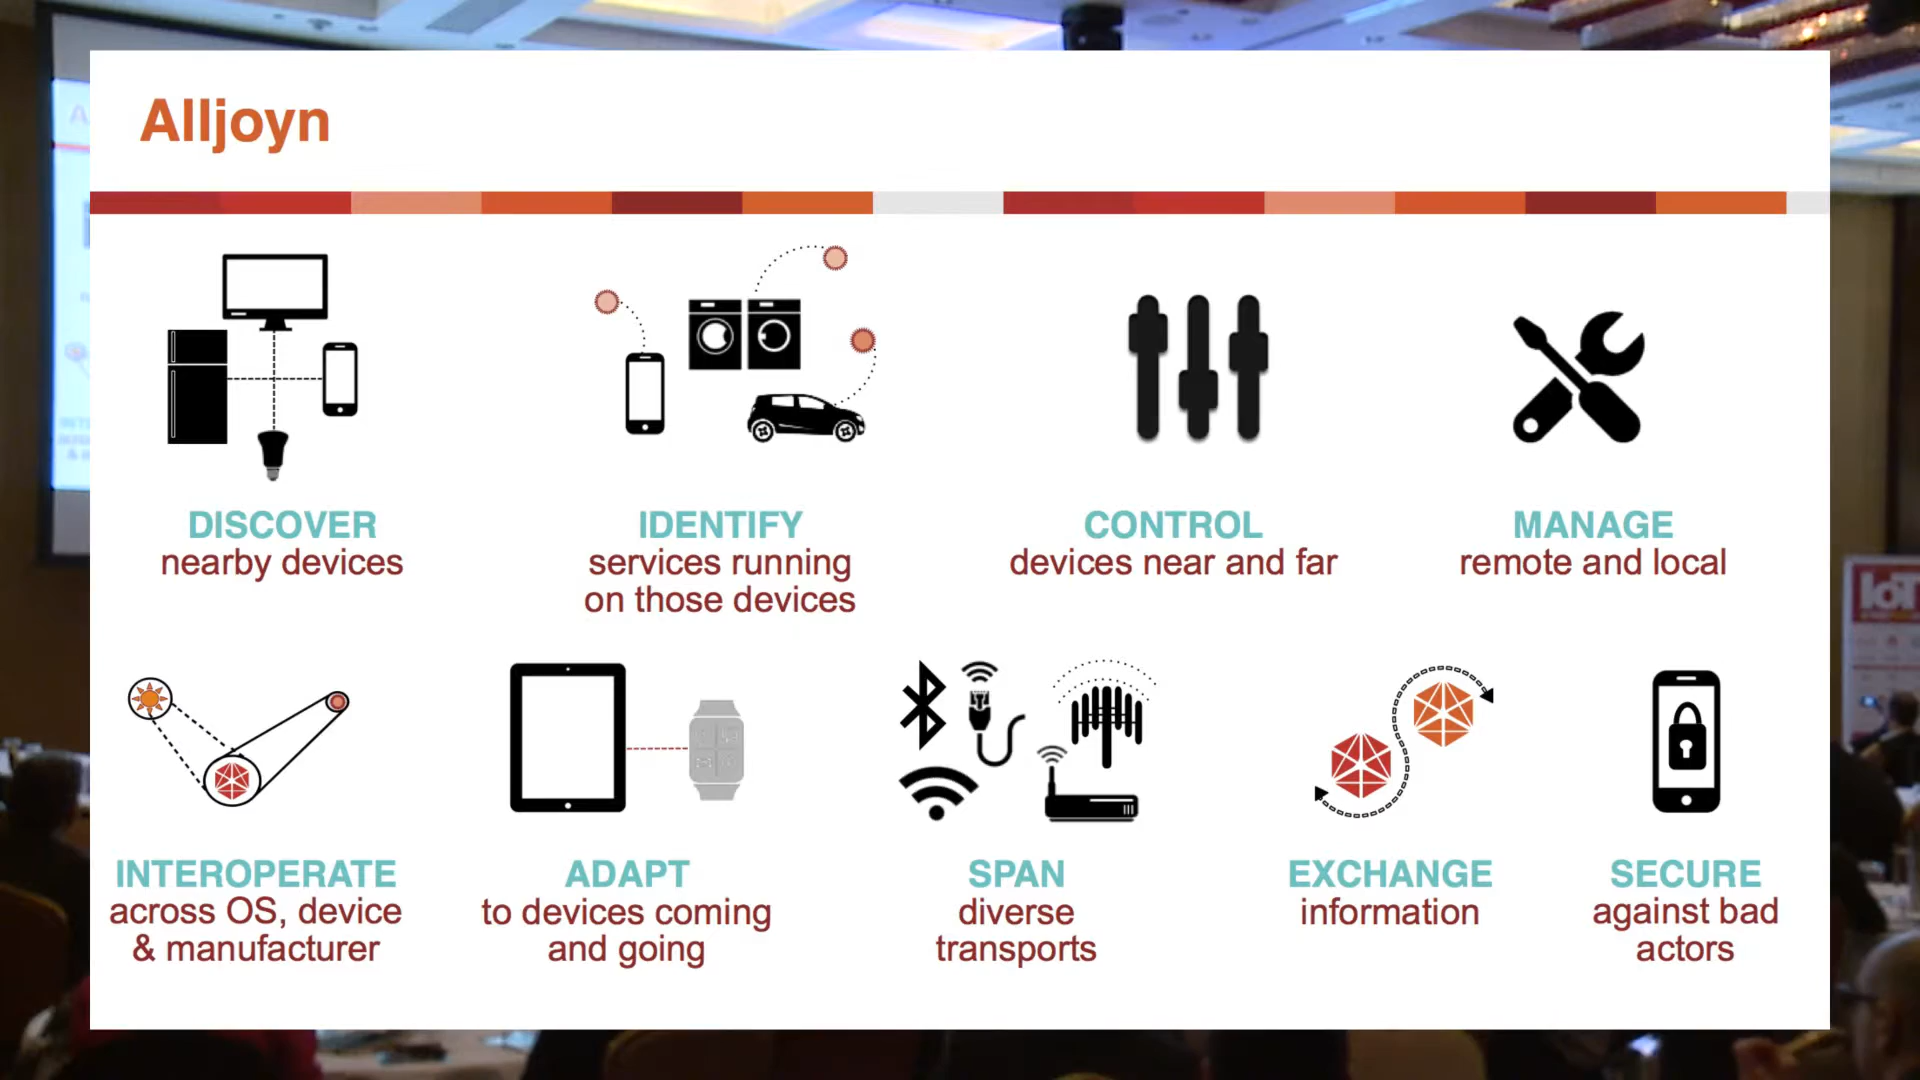 Alljoyn
DISCOVER
nearby devices
IDENTIFY
services running
on those devices
CONTROL
devices near and far
MANAGE
remote and local
INTEROPERATE
across OS, device
& manufacturer
ADAPT
to devices coming
and going
SPAN
diverse
transports
EXCHANGE
information
SECURE
against bad
actors
IoT